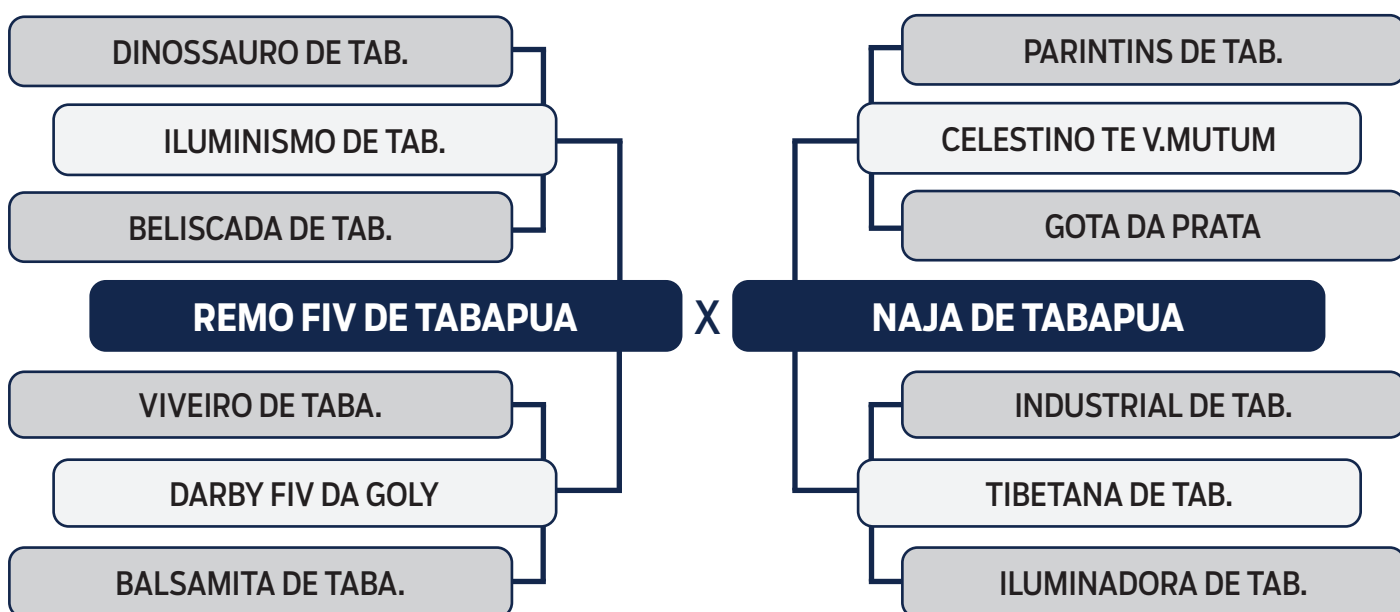 DINOSSAURO DE TAB.
ILUMINISMO DE TAB.
BELISCADA DE TAB.
PARINTINS DE TAB.
CELESTINO TE V.MUTUM
GOTA DA PRATA
REMO FIV DE TABAPUA X NAJA DE TABAPUA
VIVEIRO DE TABA.
DARBY FIV DA GOLY
BALSAMITA DE TABA.
INDUSTRIAL DE TAB.
TIBETANA DE TAB.
ILUMINADORA DE TAB.